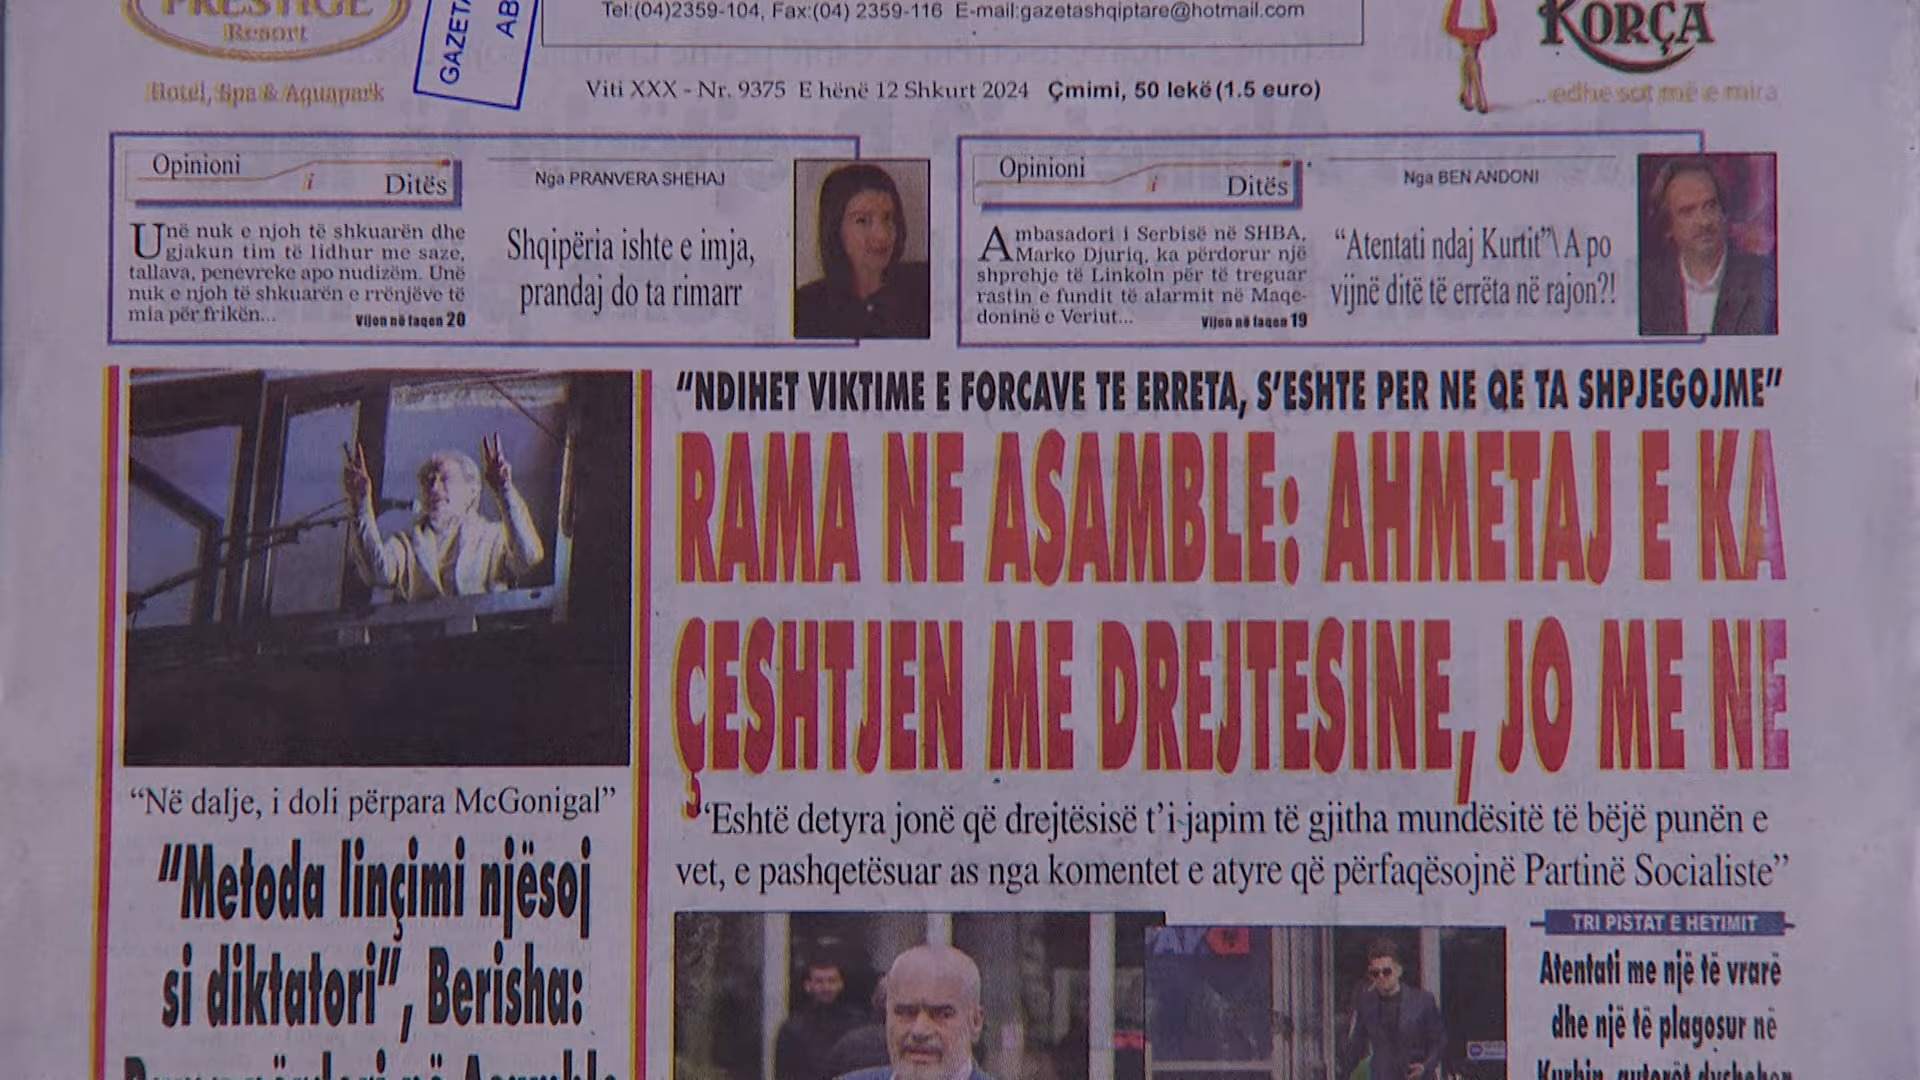 PRESTIGE
Resort
Hotel, Spa & Aquapark
GAZETA
AB
Tel:(04)2359-104, Fax:(04) 2359-116 E-mail:gazetashqiptare@hotmail.com
KORÇA
...edhe sot më e mira
Viti XXX - Nr. 9375 E hënë 12 Shkurt 2024 Çmimi, 50 lekë (1.5 euro)
Opinioni
i
Ditës
Nga PRANVERA SHEHAJ
Unë nuk e njoh të shkuarën dhe
gjakun tim të lidhur me saze,
tallava, penevreke apo nudizëm. Unë
nuk e njoh të shkuarën e rrënjëve të
mia për frikën...
Vijon në faqen 20
Shqipëria ishte e imja,
prandaj do ta rimarr
Opinioni
i
Ditës
Nga BEN ANDONI
Ambasadori i Serbisë në SHBA,
Marko Djuriq, ka përdorur një
shprehje të Linkoln për të treguar
rastin e fundit të alarmit në Maqe-
doninë e Veriut...
Vijon në faqen 19
“Atentati ndaj Kurtit”\ A po
vijnë ditë të errëta në rajon?!
“NDIHET VIKTIME E FORCAVE TE ERRETA, S’ESHTE PER NE QE TA SHPJEGOJME”
RAMA NE ASAMBLE: AHMETAJ E KA
ÇESHTJEN ME DREJTESINE, JO ME NE
“Eshtë detyra jonë që drejtësisë t’i japim të gjitha mundësitë të bëjë punën e
vet, e pashqetësuar as nga komentet e atyre që përfaqësojnë Partinë Socialiste”
“Në dalje, i doli përpara McGonigal”
“Metoda linçimi njësoj
si diktatori”, Berisha:
TRI PISTAT E HETIMIT
Atentati me një të vrarë
dhe një të plagosur në
Kurbin, autorët dyshohen